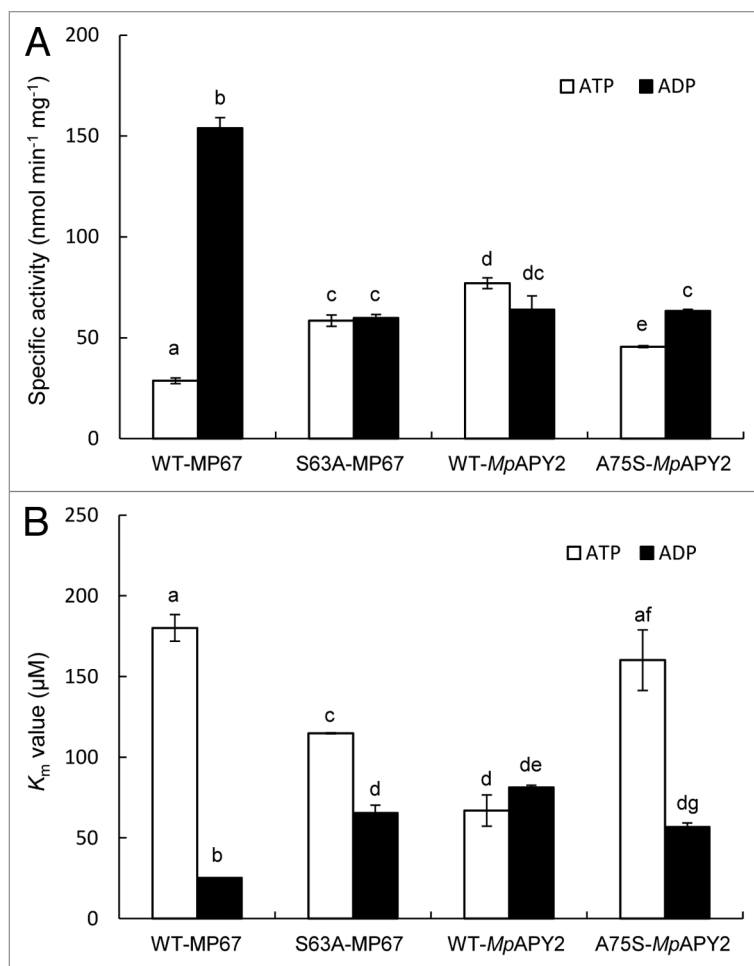 A
200
150
100
50
0
Specific activity (nmol min⁻¹ mg⁻¹)
ATP ADP
a b c c d dc e c
WT-MP67 S63A-MP67 WT-MpAPY2 A75S-MpAPY2
B
250
200
150
100
50
0
Km value (µM)
ATP ADP
a b c d d de af dg
WT-MP67 S63A-MP67 WT-MpAPY2 A75S-MpAPY2